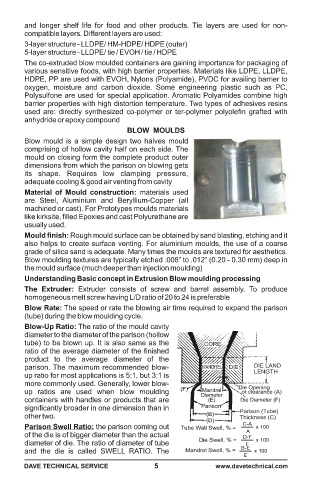 and longer shelf life for food and other products. Tie layers are used for non-
compatible layers. Different layers are used:
3-layer structure - LLDPE/ HM-HDPE/ HDPE (outer)
5-layer structure - LLDPE/ tie / EVOH / tie / HDPE
The co-extruded blow moulded containers are gaining importance for packaging of
various sensitive foods, with high barrier properties. Materials like LDPE, LLDPE,
HDPE, PP are used with EVOH, Nylons (Polyamide), PVDC for availing barrier to
oxygen, moisture and carbon dioxide. Some engineering plastic such as PC,
Polysulfone are used for special application. Aromatic Polyamides combine high
barrier properties with high distortion temperature. Two types of adhesives resins
used are: directly synthesized co-polymer or ter-polymer polyolefin grafted with
anhydride or epoxy compound
BLOW MOULDS
Blow mould is a simple design two halves mould
comprising of hollow cavity half on each side. The
mould on closing form the complete product outer
dimensions from which the parison on blowing gets
its shape. Requires low clamping pressure,
adequate cooling & good air venting from cavity
Material of Mould construction: materials used
are Steel, Aluminium and Beryllium-Copper (all
machined or cast). For Prototypes moulds materials
like kirksite, filled Epoxies and cast Polyurethane are
usually used.
Mould finish: Rough mould surface can be obtained by sand blasting, etching and it
also helps to create surface venting. For aluminium moulds, the use of a coarse
grade of silica sand is adequate. Many times the moulds are textured for aesthetics.
Blow moulding textures are typically etched .008” to .012” (0.20 - 0.30 mm) deep in
the mould surface (much deeper than injection moulding)
Understanding Basic concept in Extrusion Blow moulding processing
The Extruder: Extruder consists of screw and barrel assembly. To produce
homogeneous melt screw having L/D ratio of 20 to 24 is preferable
Blow Rate: The speed or rate the blowing air time required to expand the parison
(tube) during the blow moulding cycle.
Blow-Up Ratio: The ratio of the mould cavity
diameter to the diameter of the parison (hollow
tube) to be blown up. It is also same as the
ratio of the average diameter of the finished
product to the average diameter of the
parison. The maximum recommended blow-
up ratio for most applications is 5:1, but 3:1 is
more commonly used. Generally, lower blow-
up ratios are used when blow moulding
containers with handles or products that are
significantly broader in one dimension than in
other two.
Parison Swell Ratio: the parison coming out
of the die is of bigger diameter than the actual
diameter of die. The ratio of diameter of tube
and the die is called SWELL RATIO. The
CORE
MANDREL
DIE
DIE LAND
LENGTH
(F)
Mandrel
Diameter
(E)
Die Opening
or clearance (A)
Die Diameter (F)
Parison
(B)
(D)
Parison (Tube)
Thickness (C)
Tube Wall Swell, % = C-A/A x 100
Die Swell, % = D-F/F x 100
Mandrel Swell, % = B-E/E x 100
DAVE TECHNICAL SERVICE 5 www.davetechnical.com